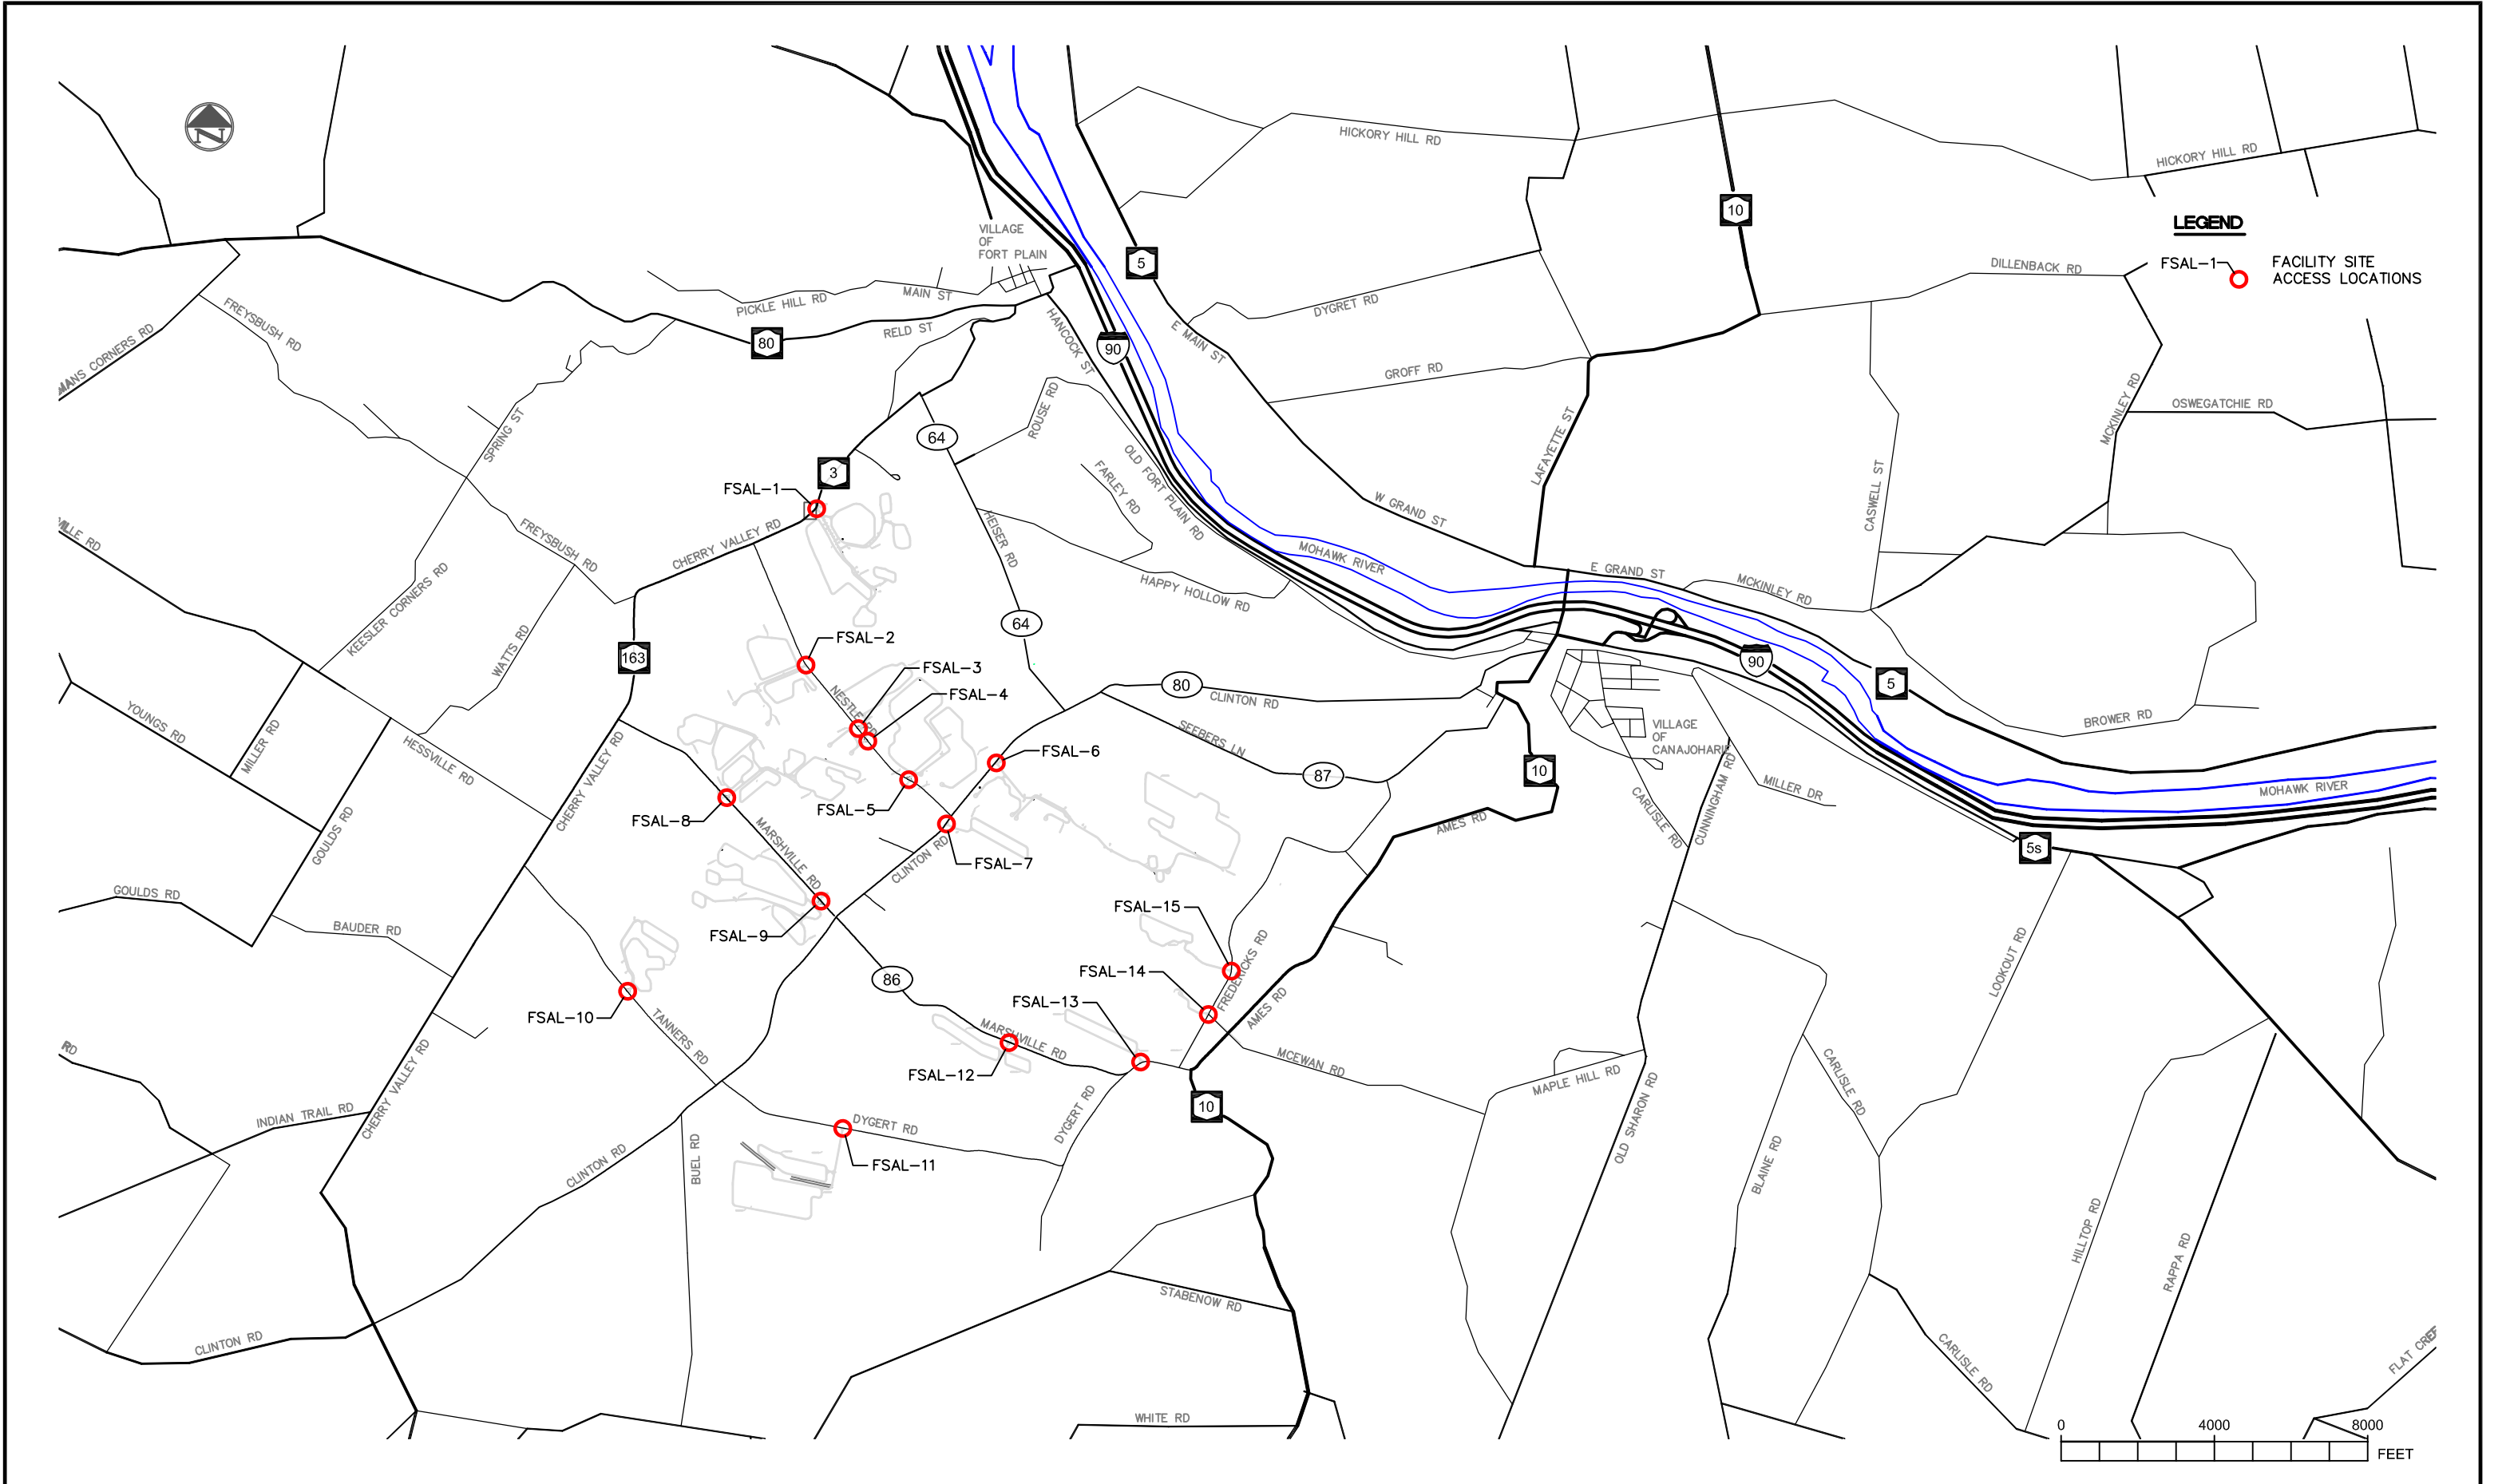 N
HICKORY HILL RD
HICKORY HILL RD
10
LEGEND
FSAL-1
FACILITY SITE
ACCESS LOCATIONS
VILLAGE
OF
FORT PLAIN
5
DILLENBACK RD
PICKLE HILL RD
MAIN ST
RELD ST
80
FREYSBUSH RD
MANS CORNERS RD
HANCOCK ST
90
E MAIN ST
DYGRET RD
GROFF RD
LAFAYETTE ST
MCKINLEY RD
OSWEGATCHIE RD
CASWELL ST
SPRING ST
64
ROUSE RD
FARLEY RD
OLD FORT PLAIN RD
3
FSAL-1
CHERRY VALLEY RD
FREYSBUSH RD
HEISER RD
HAPPY HOLLOW RD
W GRAND ST
MOHAWK RIVER
E GRAND ST
MCKINLEY RD
VILLE RD
KEESLER CORNERS RD
WATTS RD
163
64
FSAL-2
FSAL-3
FSAL-4
NESTLE RD
80
CLINTON RD
SEEBERS LN
87
90
5
BROWER RD
MOHAWK RIVER
YOUNGS RD
MILLER RD
HESSVILLE RD
GOULDS RD
CHERRY VALLEY RD
FSAL-6
FSAL-5
FSAL-8
FSAL-7
MARSHVILLE RD
CLINTON RD
10
AMES RD
VILLAGE
OF
CANAJOHARIE
CARLISLE RD
CUNNINGHAM RD
MILLER DR
5s
GOULDS RD
BAUDER RD
FSAL-9
86
FSAL-15
FSAL-14
FREDERICKS RD
AMES RD
FSAL-13
LOOKOUT RD
FSAL-10
TANNERS RD
MARSHVILLE RD
FSAL-12
MCEWAN RD
MAPLE HILL RD
OLD SHARON RD
CARLISLE RD
RD
INDIAN TRAIL RD
CHERRY VALLEY RD
DYGERT RD
DYGERT RD
10
FSAL-11
BUEL RD
CLINTON RD
BLAINE RD
HILLTOP RD
RAPPA RD
STABENOW RD
CLINTON RD
CARLISLE RD
WHITE RD
FLAT
0 4000 8000
FEET